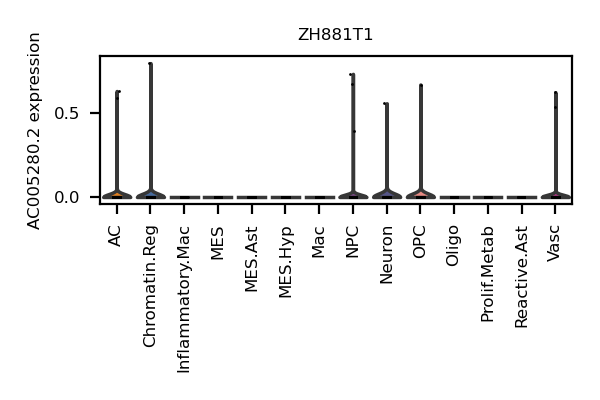 ZH881T1
AC005280.2 expression
0.5
0.0
AC
Chromatin.Reg
Inflammatory.Mac
MES
MES.Ast
MES.Hyp
Mac
NPC
Neuron
OPC
Oligo
Prolif.Metab
Reactive.Ast
Vasc